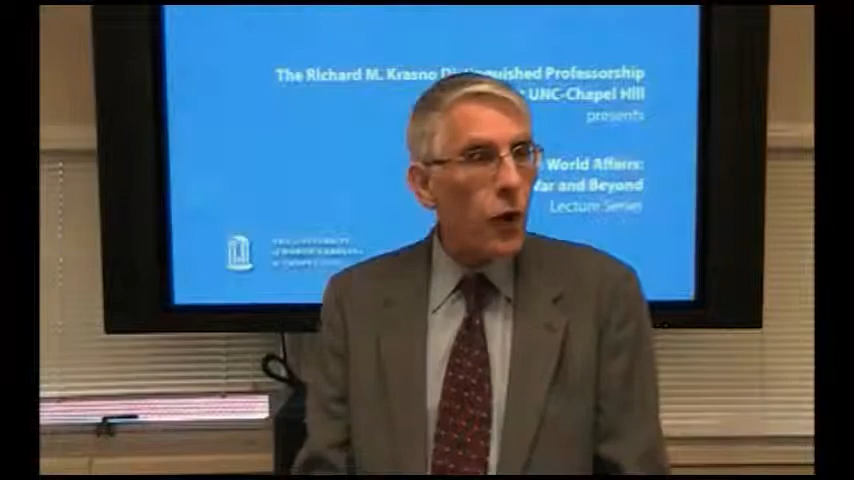 The Richard M. Krasno Distinguished Professorship
UNC-Chapel Hill
presents
World Affairs:
War and Beyond
Lecture Series